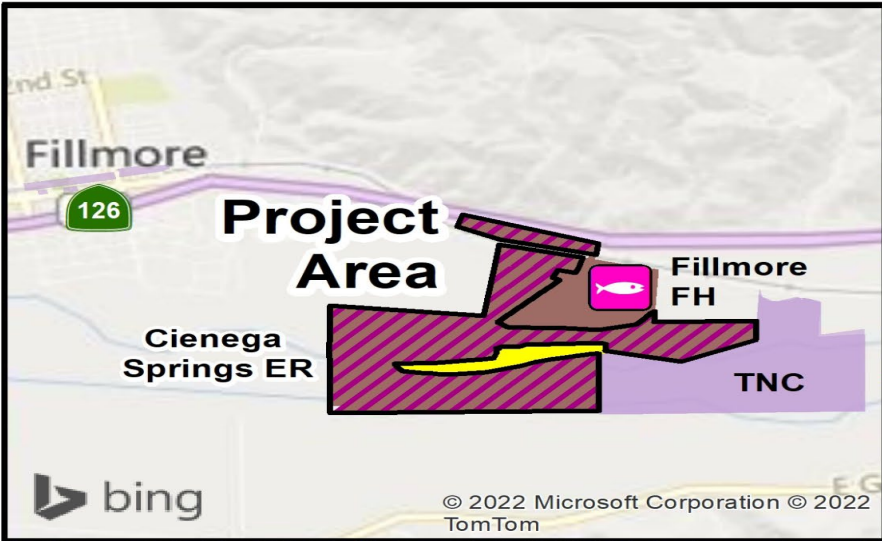 2nd St
Fillmore
126
Project
Area
Fillmore
FH
Cienega
Springs ER
TNC
bing
© 2022 Microsoft Corporation © 2022
TomTom
E G